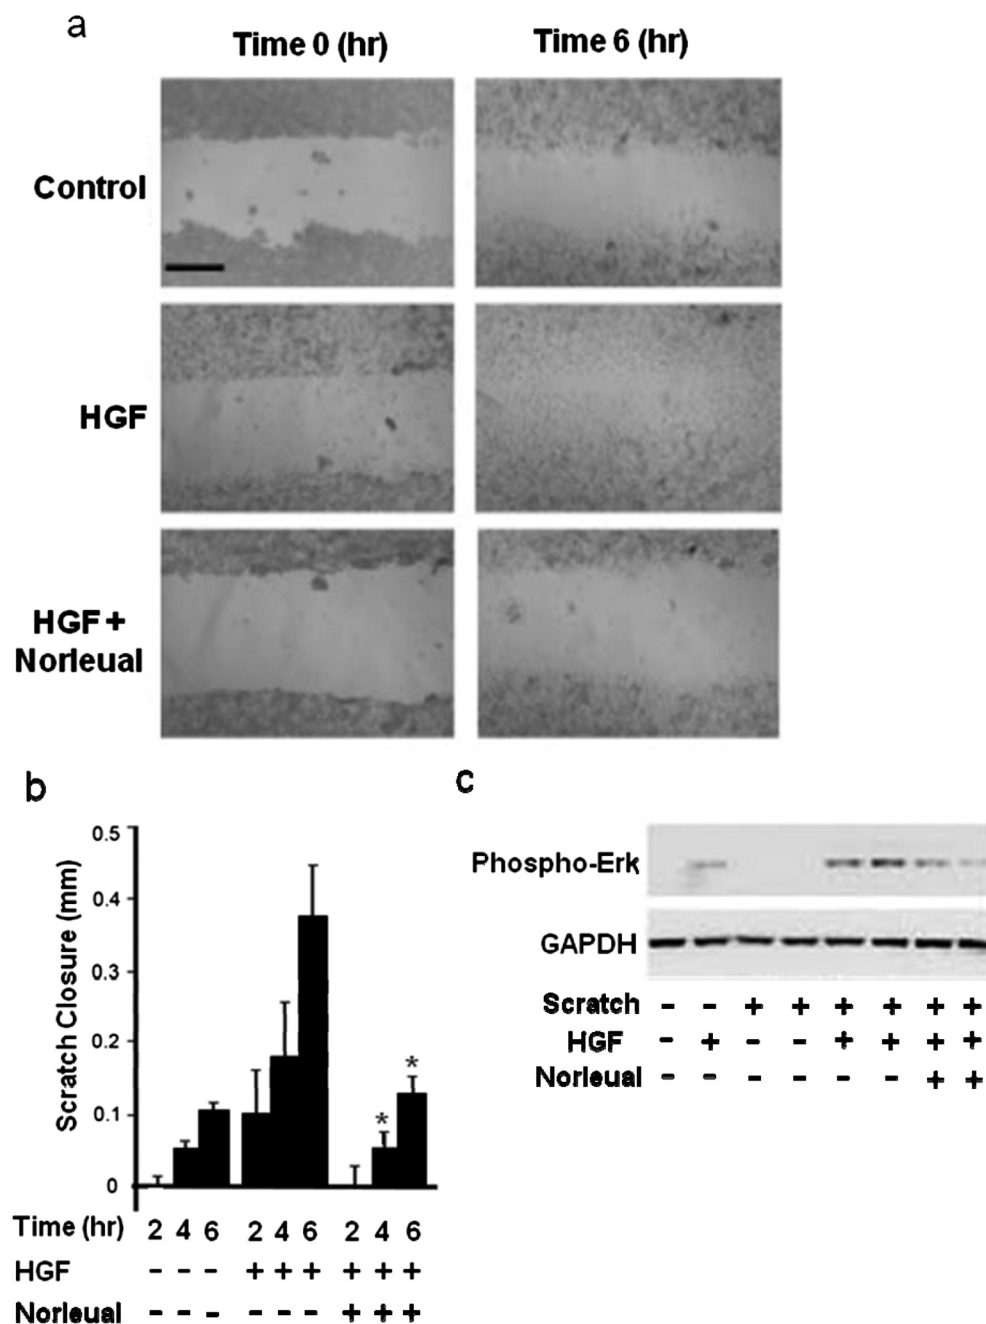 a
Time 0 (hr) Time 6 (hr)
Control
HGF
HGF +
Norleual
b
Scratch Closure (mm)
0.5
0.4
0.3
0.2
0.1
0
* *
Time (hr) 2 4 6 2 4 6 2 4 6
HGF - - - + + + + + +
Norleual - - - - - - + + +
c
Phospho-Erk
GAPDH
Scratch - - + + + + + +
HGF - + - - + + + +
Norleual - - - - - - + +